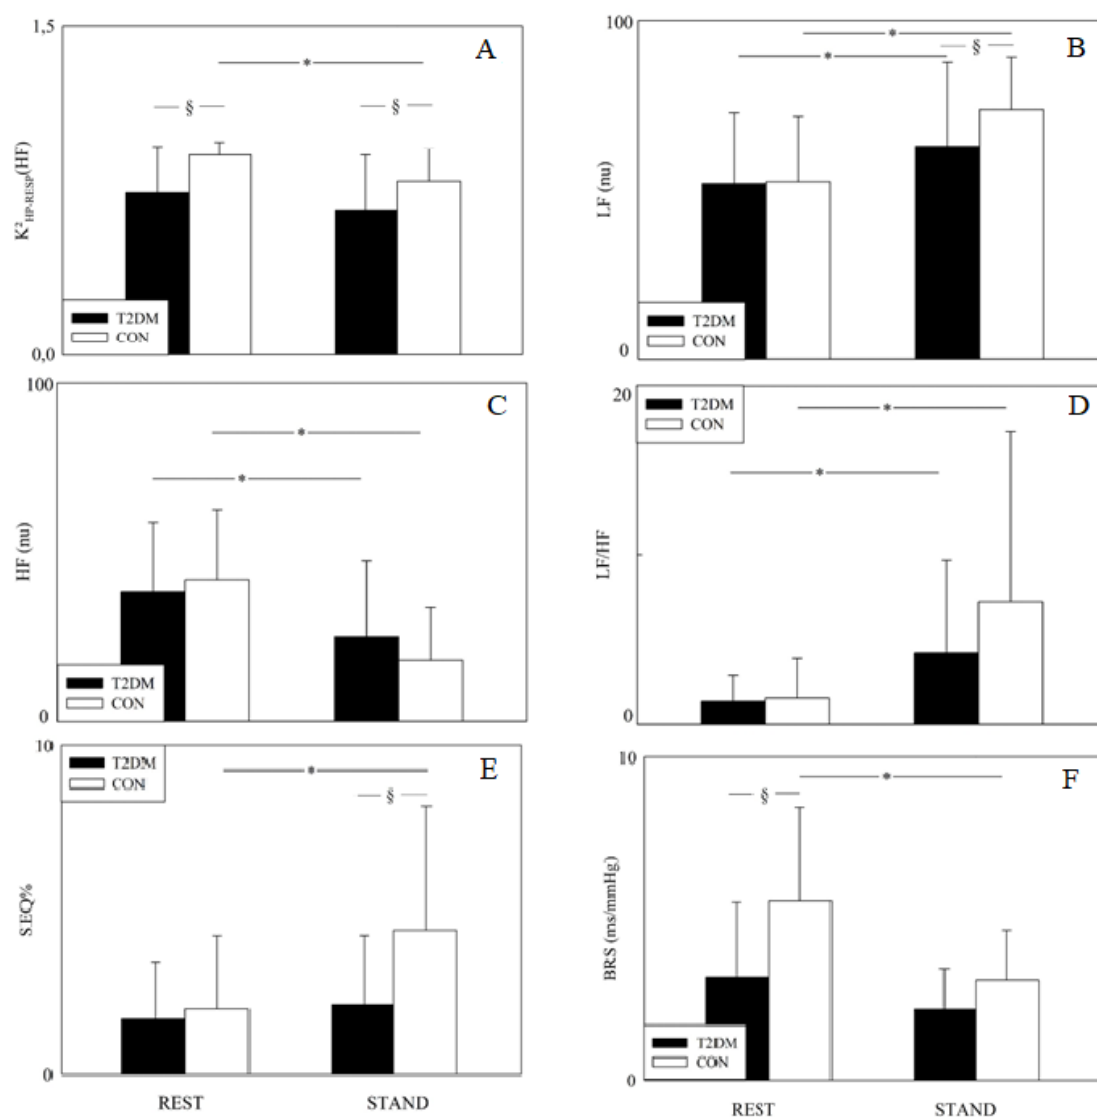 1,5
A
*
§
§
K²HP-RESP(HF)
T2DM
CON
0,0
100
B
*
*
§
LF (nu)
T2DM
CON
0
100
C
*
*
HF (nu)
T2DM
CON
0
20
T2DM
CON
D
*
*
LF/HF
0
10
T2DM
CON
E
*
§
SEQ%
0
REST
STAND
10
F
*
§
BRS (ms/mmHg)
T2DM
CON
0
REST
STAND